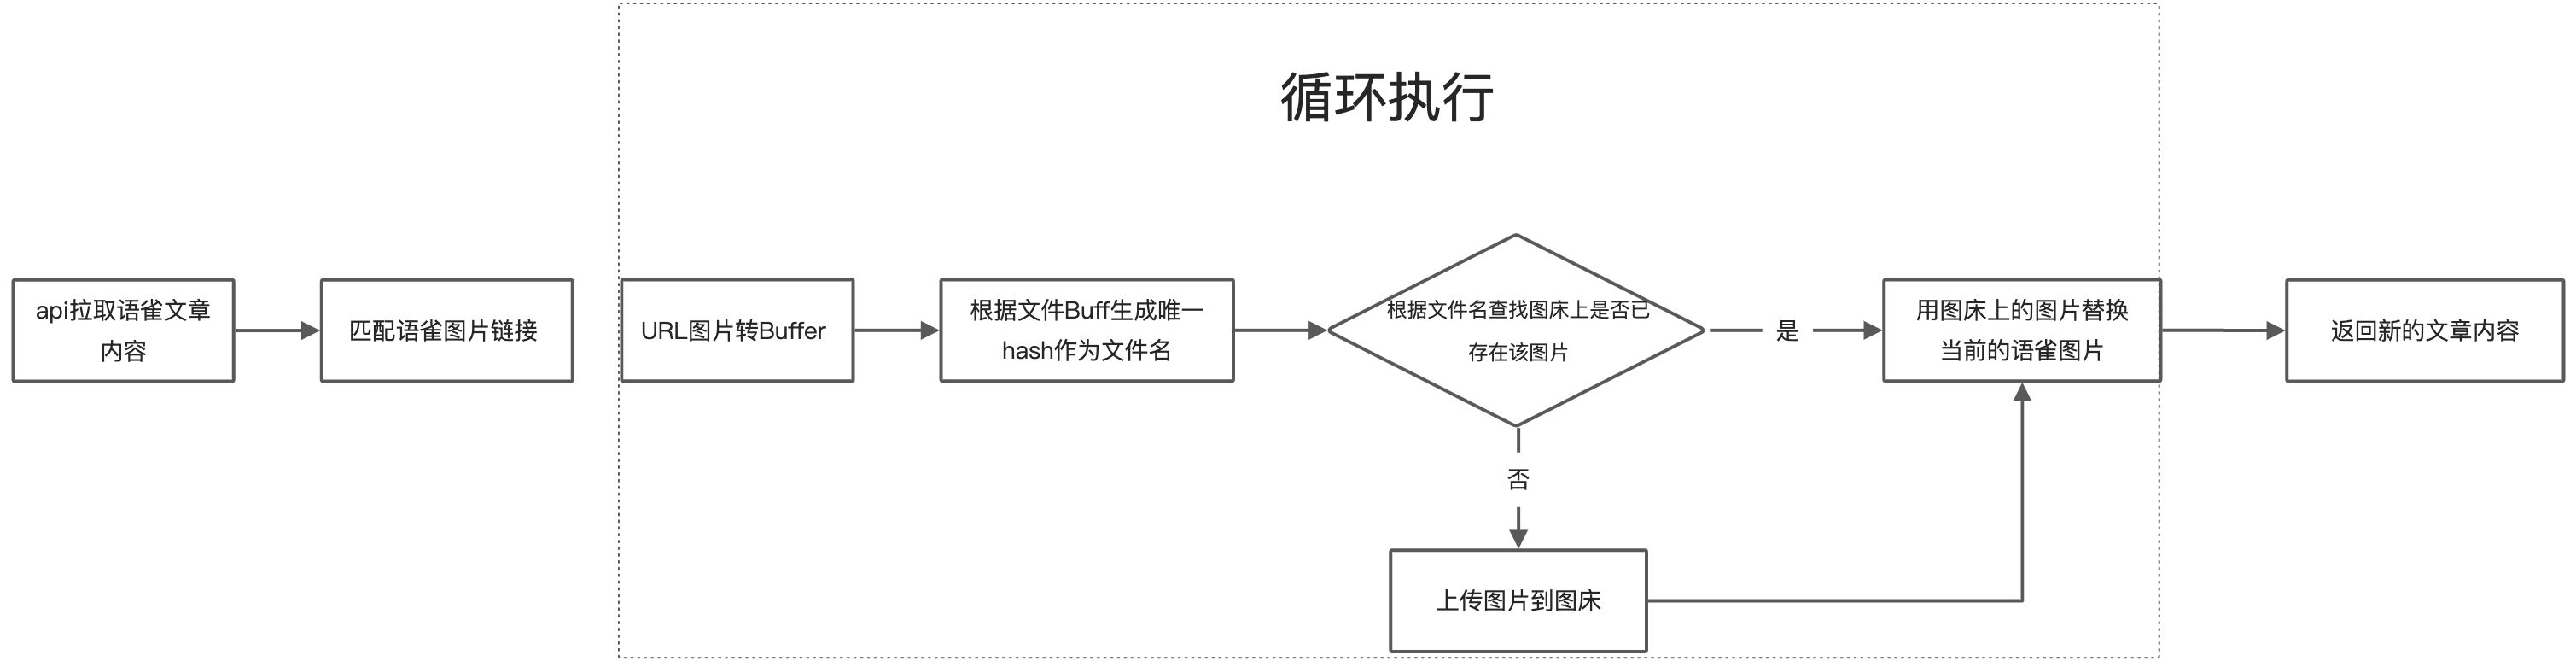 循环执行
api拉取语雀文章
内容
匹配语雀图片链接
URL图片转Buffer
根据文件Buff生成唯一
hash作为文件名
根据文件名查找图床上是否已
存在该图片
是
用图床上的图片替换
当前的语雀图片
返回新的文章内容
否
上传图片到图床